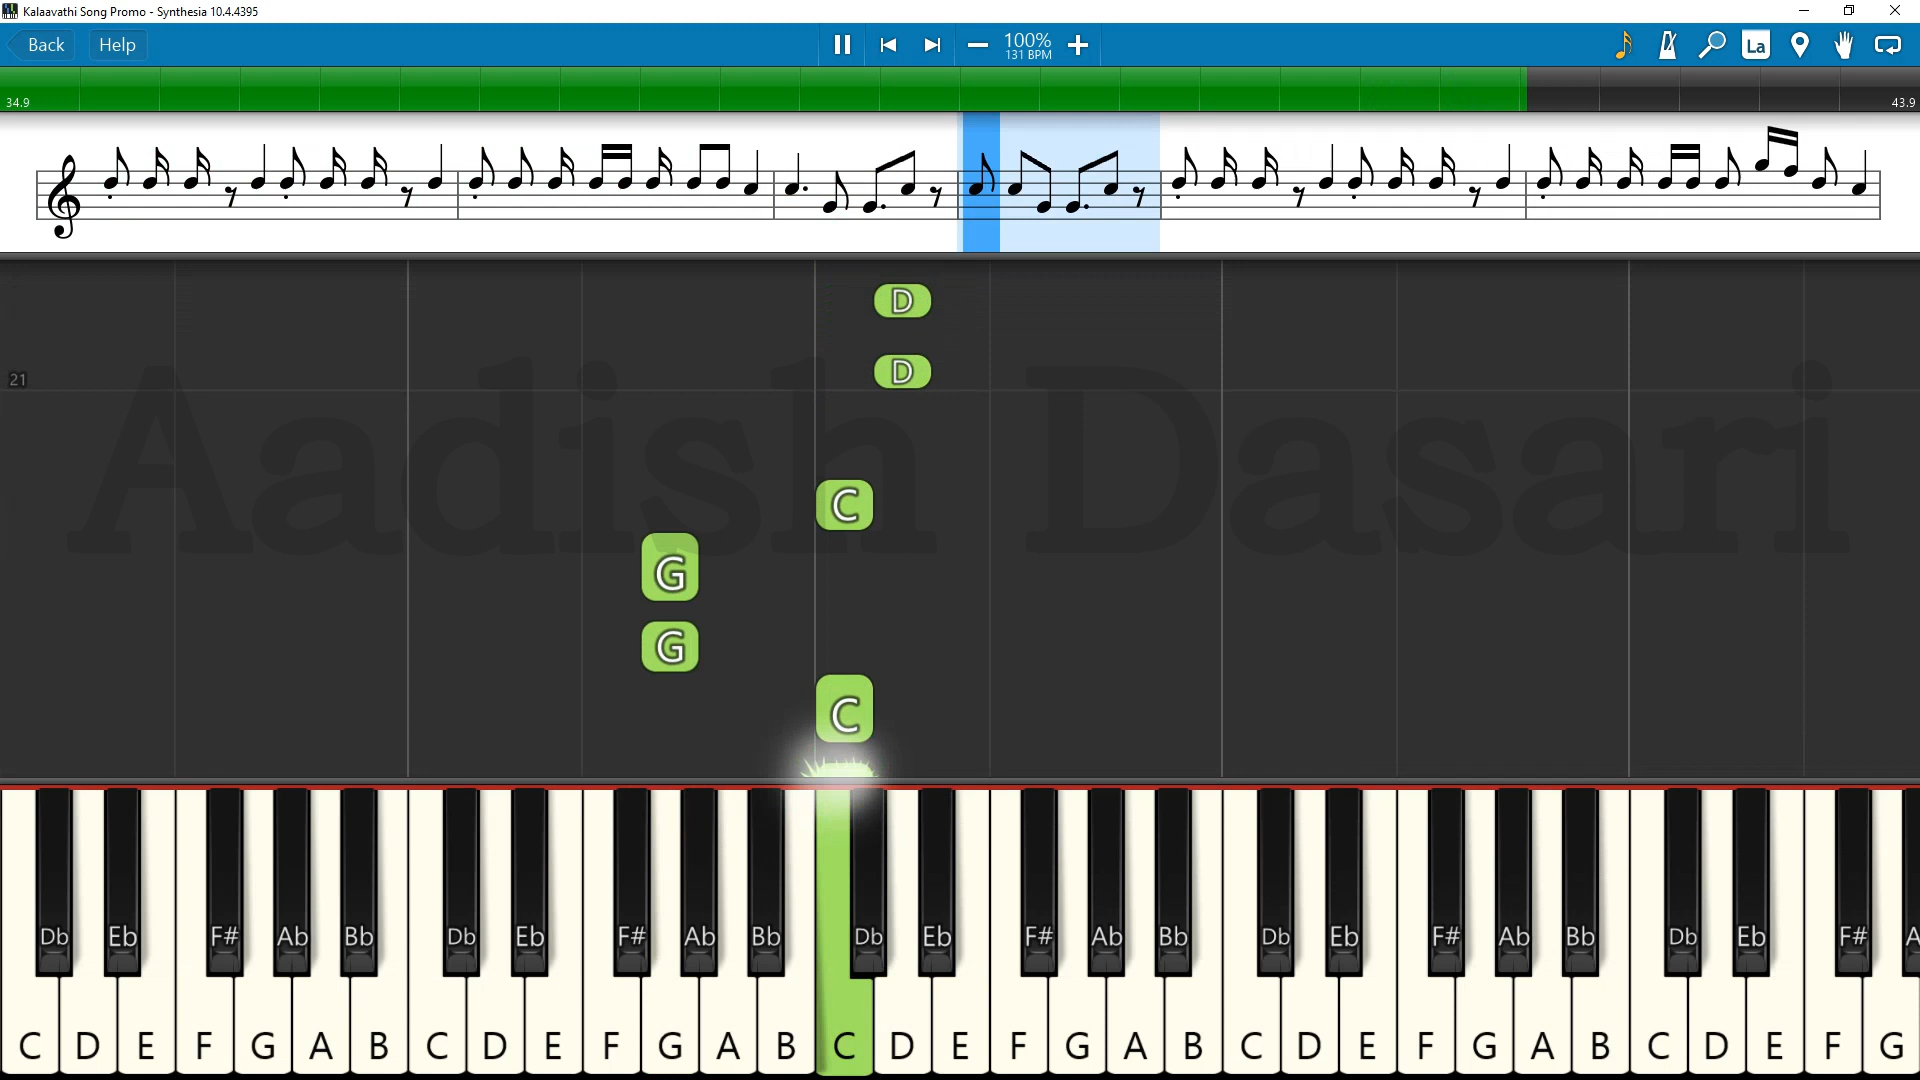 Kalaavathi Song Promo - Synthesia 10.4.4395
Back Help 100% La
131 BPM
34.9 43.9
D
21 D
Aadish Dasari
C
G
G
C
Db Eb F# Ab Bb Db Eb F# Ab Bb Db Eb F# Ab Bb Db Eb F# Ab Bb Db Eb F# A
C D E F G A B C D E F G A B C D E F G A B C D E F G A B C D E F G